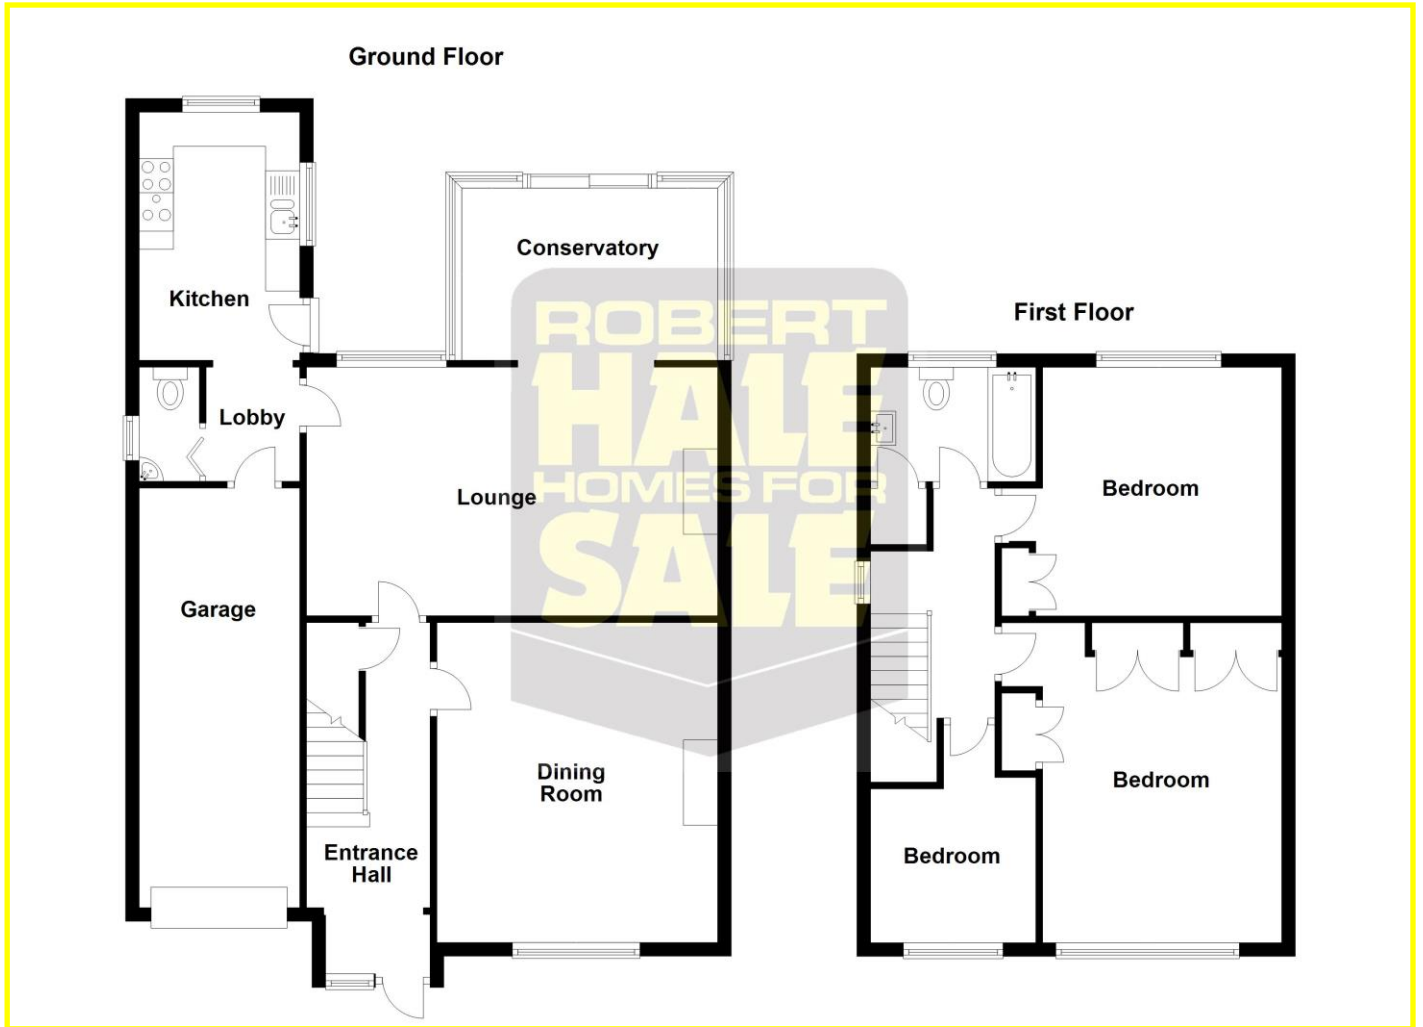 Ground Floor
Conservatory
Kitchen
Lobby
Lounge
Garage
Dining
Room
Entrance
Hall
First Floor
Bedroom
Bedroom
Bedroom
ROBERT
HALE
HOMES FOR
SALE